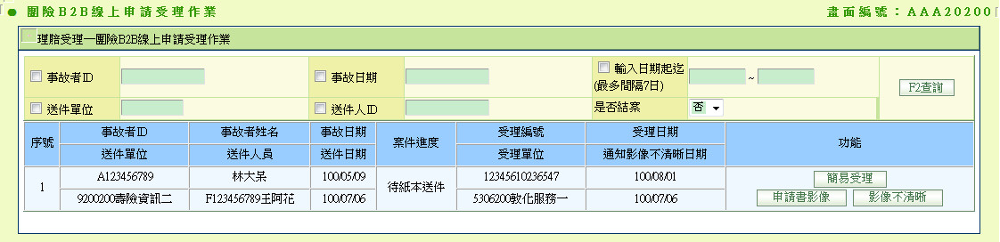 團險B2B線上申請受理作業 畫面編號：AAA20200
理賠受理—團險B2B線上申請受理作業
事故者ID 事故日期 輸入日期起迄 ~ F2查詢
(最多間隔7日)
送件單位 送件人ID 是否結案 否
序號 事故者ID 事故者姓名 事故日期 案件進度 受理編號 受理日期 功能
送件單位 送件人員 送件日期 受理單位 通知影像不清晰日期
1 A123456789 林大呆 100/05/09 待紙本送件 12345610236547 100/08/01 簡易受理
9200200壽險資訊二 F123456789王阿花 100/07/06 5306200敦化服務一 100/07/06 申請書影像 影像不清晰